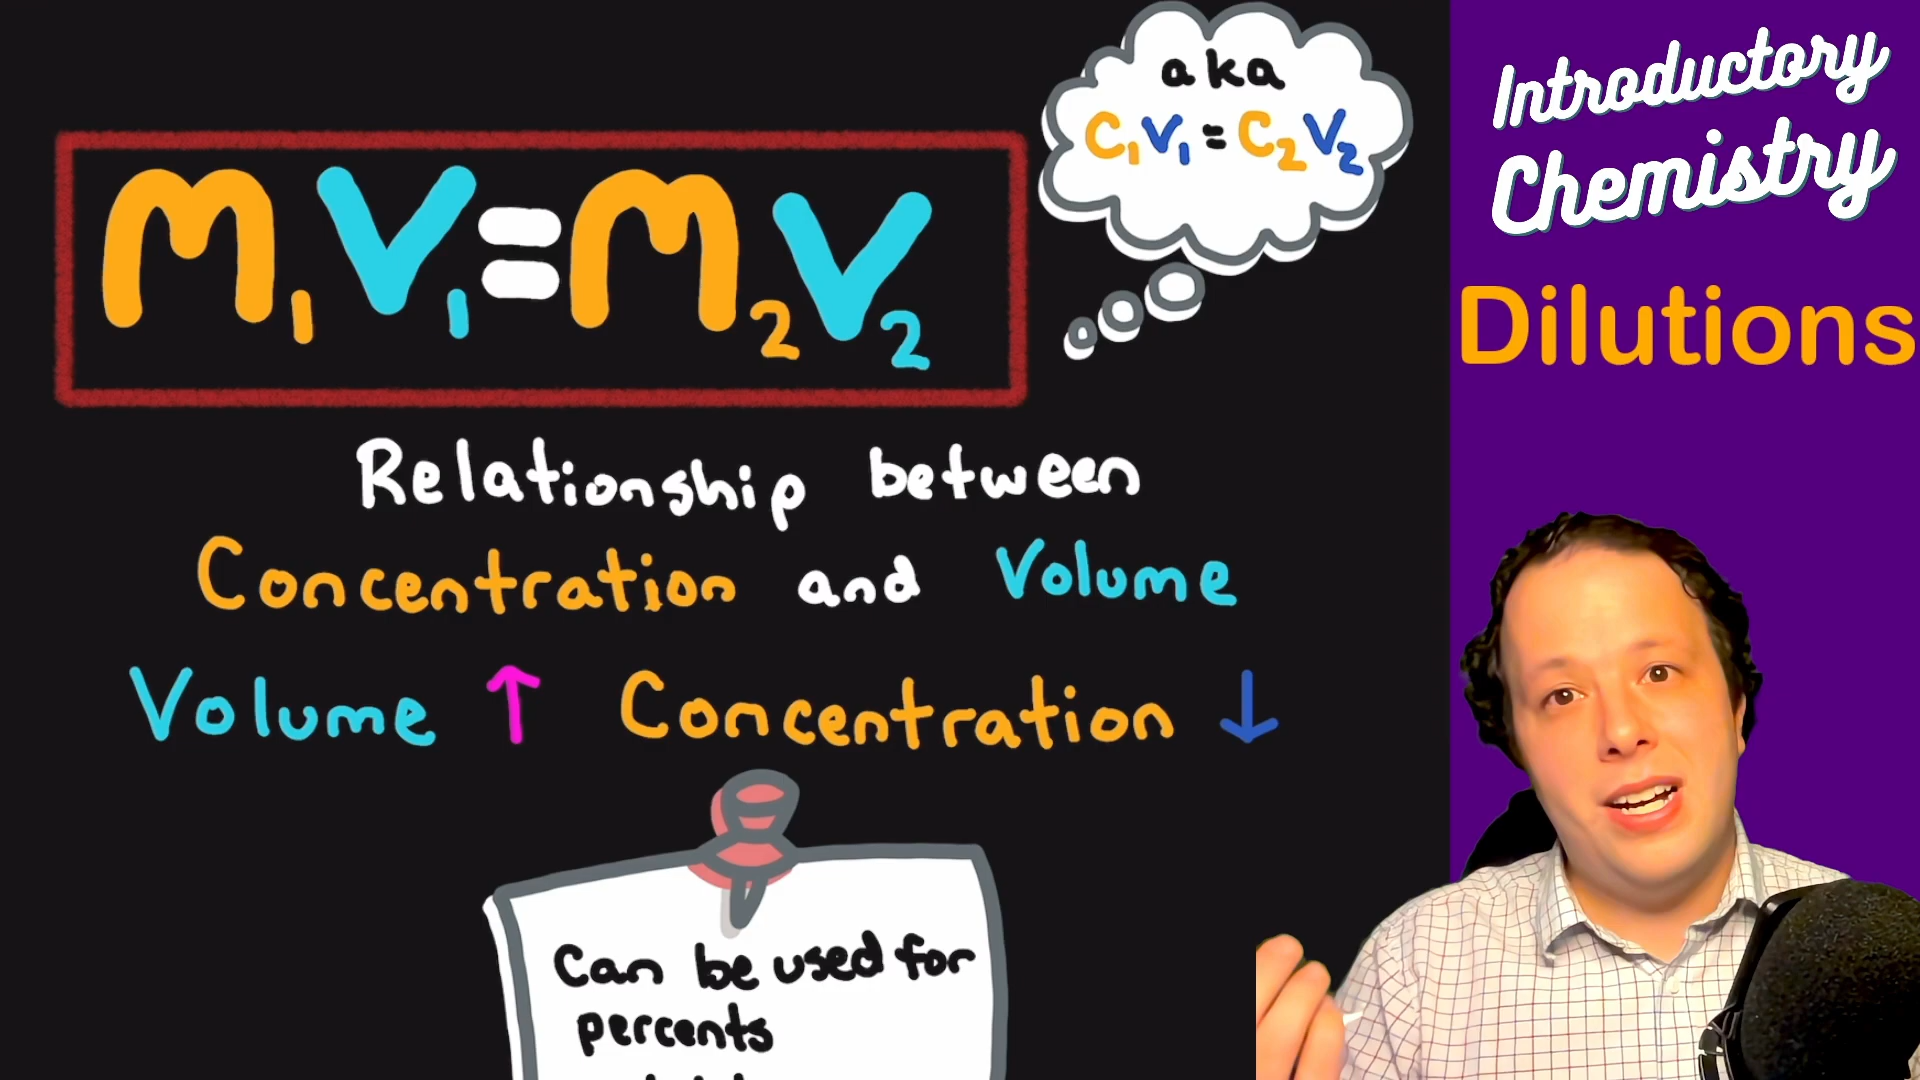 M₁V₁=M₂V₂
aka
C₁V₁=C₂V₂
Relationship between
Concentration and Volume
Volume ↑ Concentration ↓
Can be used for
percents
Introductory
Chemistry
Dilutions